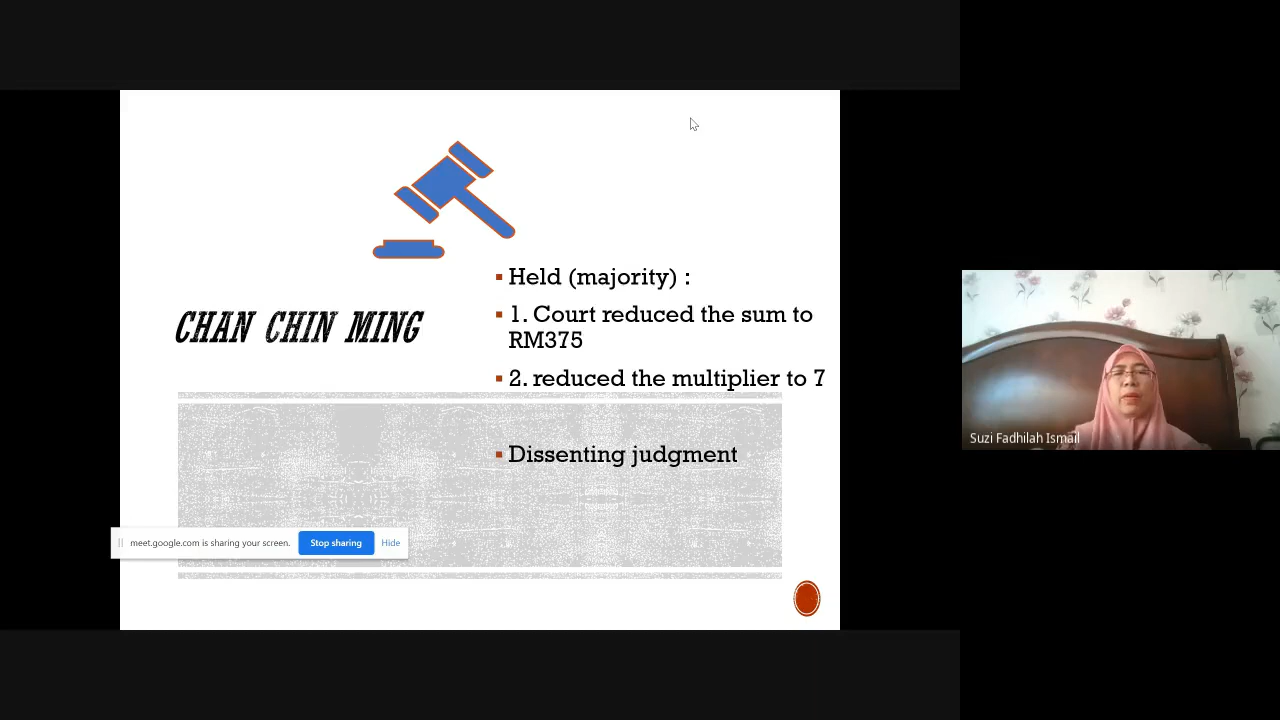 CHAN CHIN MING
▪ Held (majority) :
▪ 1. Court reduced the sum to
RM375
▪ 2. reduced the multiplier to 7
▪ Dissenting judgment
meet.google.com is sharing your screen. Stop sharing Hide
Suzi Fadhilah Ismail